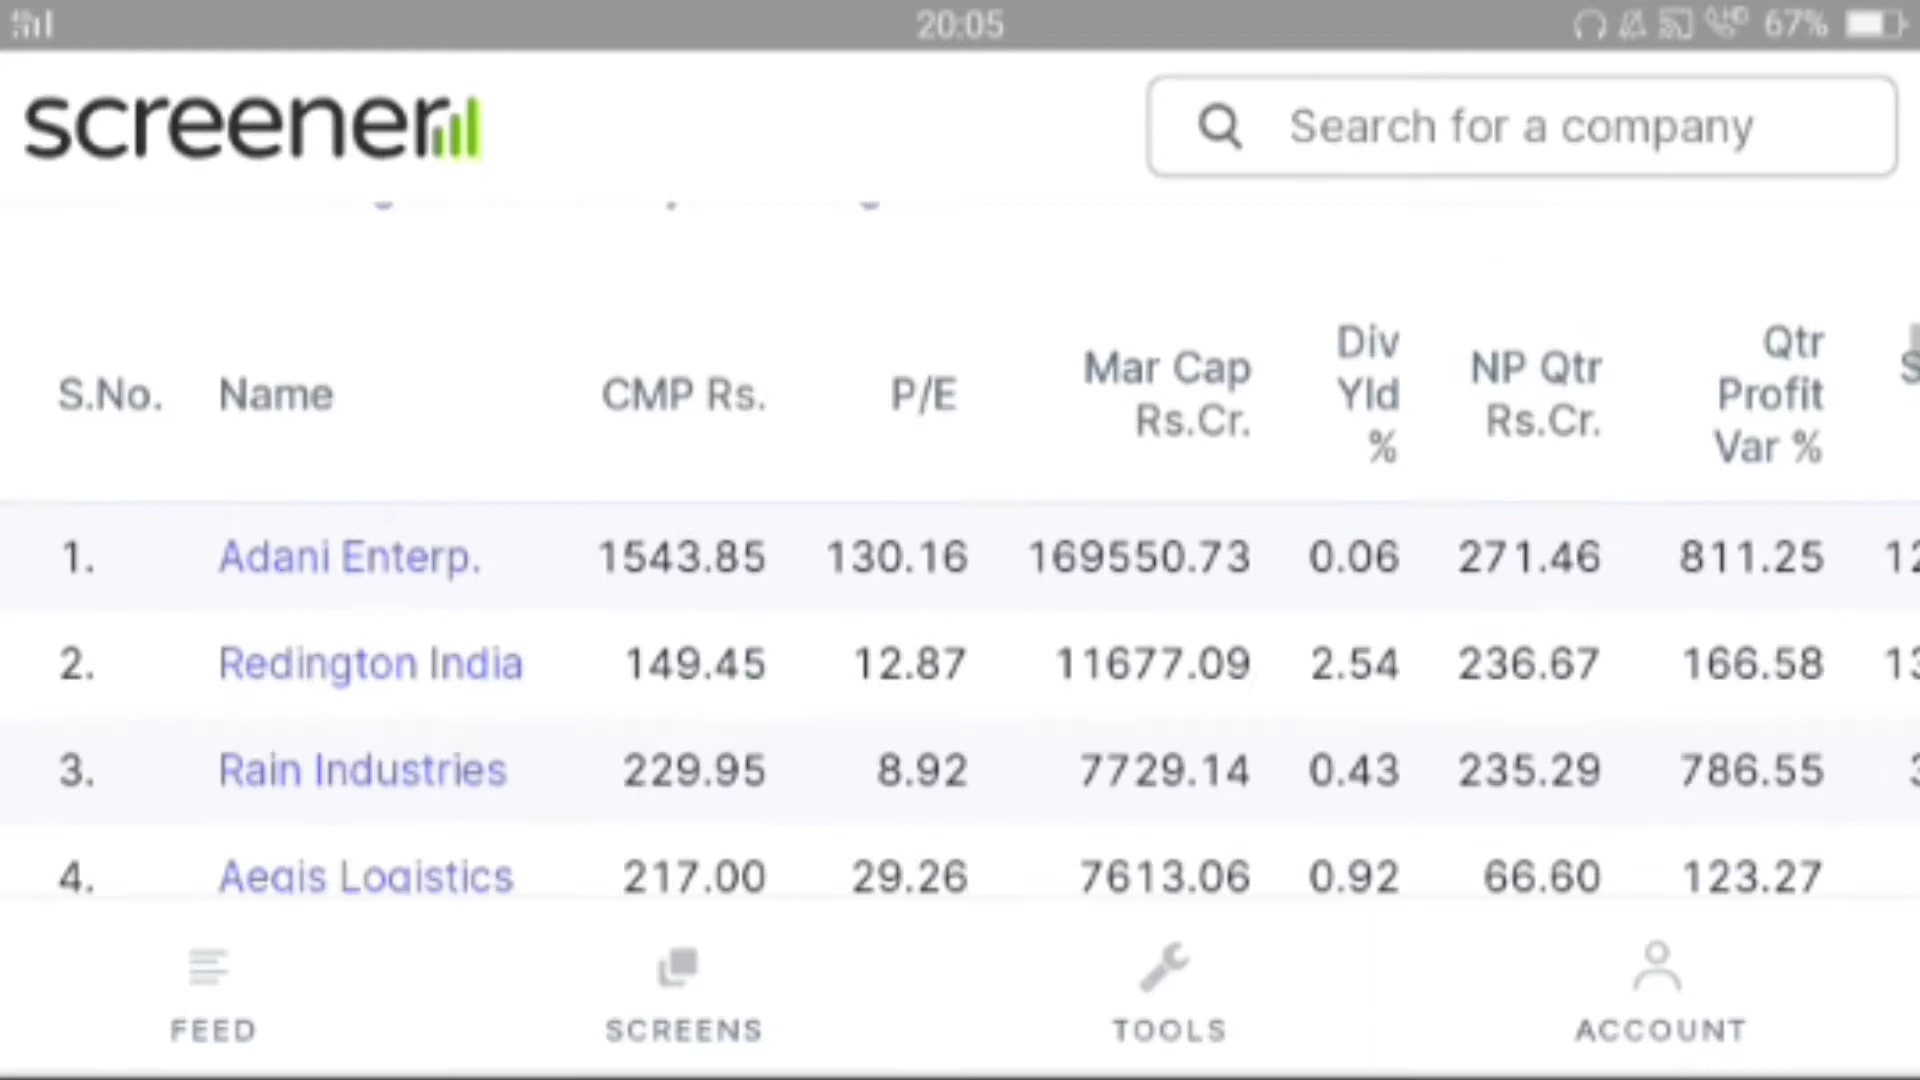 20:05 67%
screener
Search for a company
S.No. Name CMP Rs. P/E Mar Cap Rs.Cr. Div Yld % NP Qtr Rs.Cr. Qtr Profit Var %
1. Adani Enterp. 1543.85 130.16 169550.73 0.06 271.46 811.25 12
2. Redington India 149.45 12.87 11677.09 2.54 236.67 166.58 13
3. Rain Industries 229.95 8.92 7729.14 0.43 235.29 786.55 3
4. Aegis Logistics 217.00 29.26 7613.06 0.92 66.60 123.27
FEED SCREENS TOOLS ACCOUNT